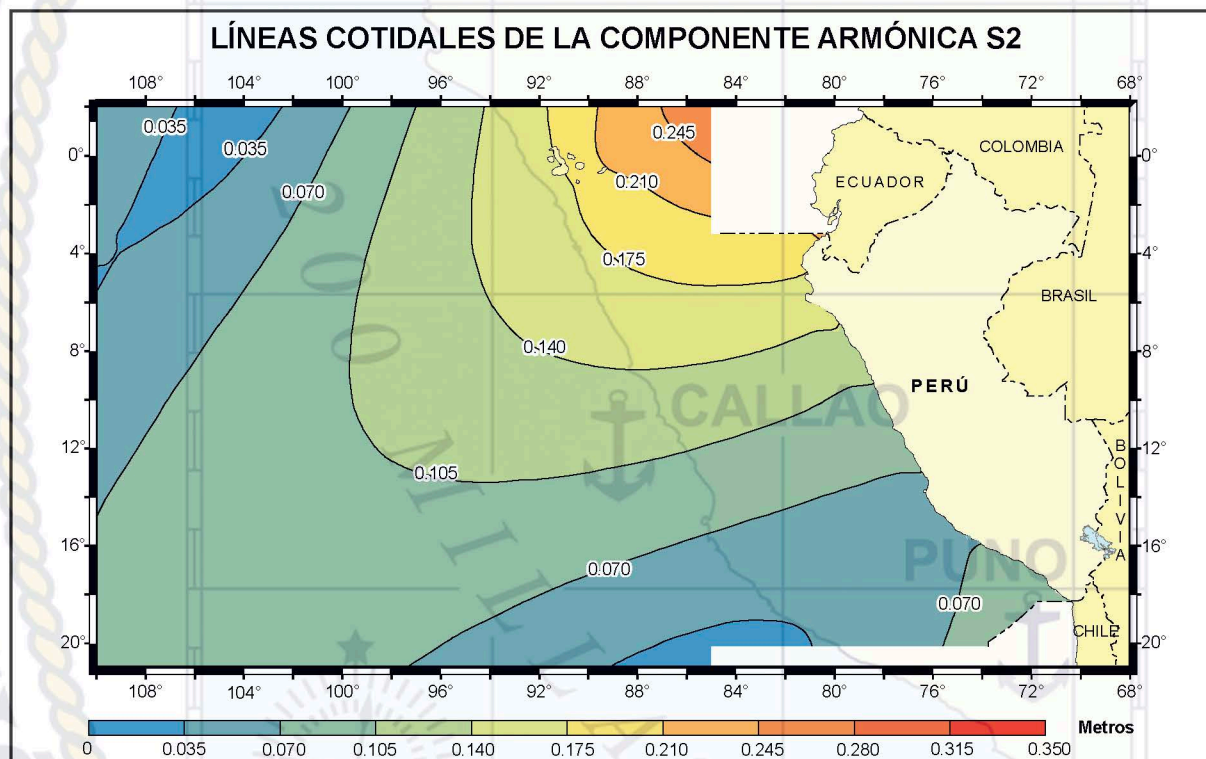 LÍNEAS COTIDALES DE LA COMPONENTE ARMÓNICA S2
108° 104° 100° 96° 92° 88° 84° 80° 76° 72° 68°
0.035
0.245
COLOMBIA
0.035
0° 0°
0.070
0.210
ECUADOR
200
4° 0.175 4°
BRASIL
8° 0.140 8°
PERÚ
CALLAO
12° 12°
0.105
MILLA
BOLIVIA
16° 16°
PUNO
0.070
0.070
20° CHILE 20°
108° 104° 100° 96° 92° 88° 84° 80° 76° 72° 68°
Metros
0 0.035 0.070 0.105 0.140 0.175 0.210 0.245 0.280 0.315 0.350